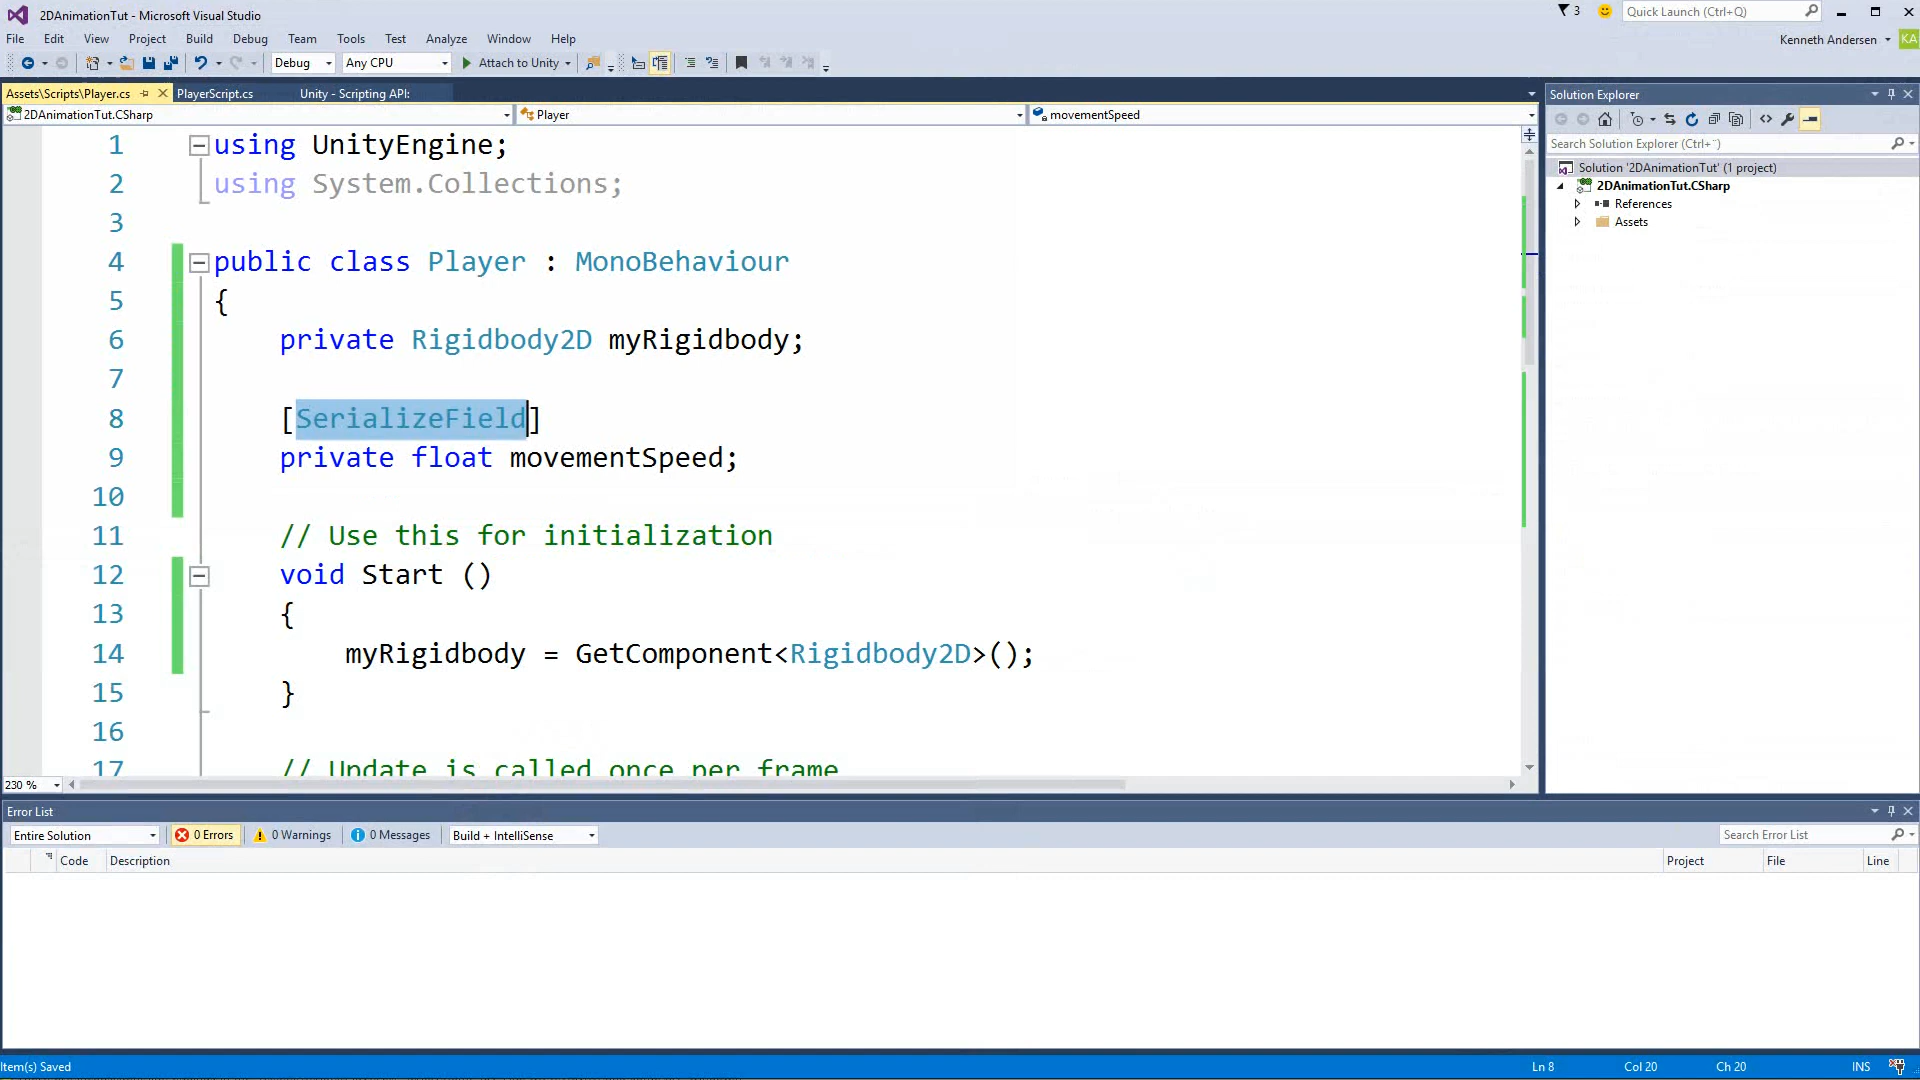 2DAnimationTut - Microsoft Visual Studio
3
Quick Launch (Ctrl+Q)
File Edit View Project Build Debug Team Tools Test Analyze Window Help
Kenneth Andersen KA
Debug Any CPU Attach to Unity
Assets\Scripts\Player.cs PlayerScript.cs Unity - Scripting API:
2DAnimationTut.CSharp Player movementSpeed
1 using UnityEngine;
2 using System.Collections;
3
4 public class Player : MonoBehaviour
5 {
6 private Rigidbody2D myRigidbody;
7
8 [SerializeField]
9 private float movementSpeed;
10
11 // Use this for initialization
12 void Start ()
13 {
14 myRigidbody = GetComponent<Rigidbody2D>();
15 }
16
17 // Update is called once per frame
230 %
Solution Explorer
Search Solution Explorer (Ctrl+¨)
Solution '2DAnimationTut' (1 project)
2DAnimationTut.CSharp
References
Assets
Error List
Entire Solution 0 Errors 0 Warnings 0 Messages Build + IntelliSense
Search Error List
Code Description Project File Line
Item(s) Saved Ln 8 Col 20 Ch 20 INS